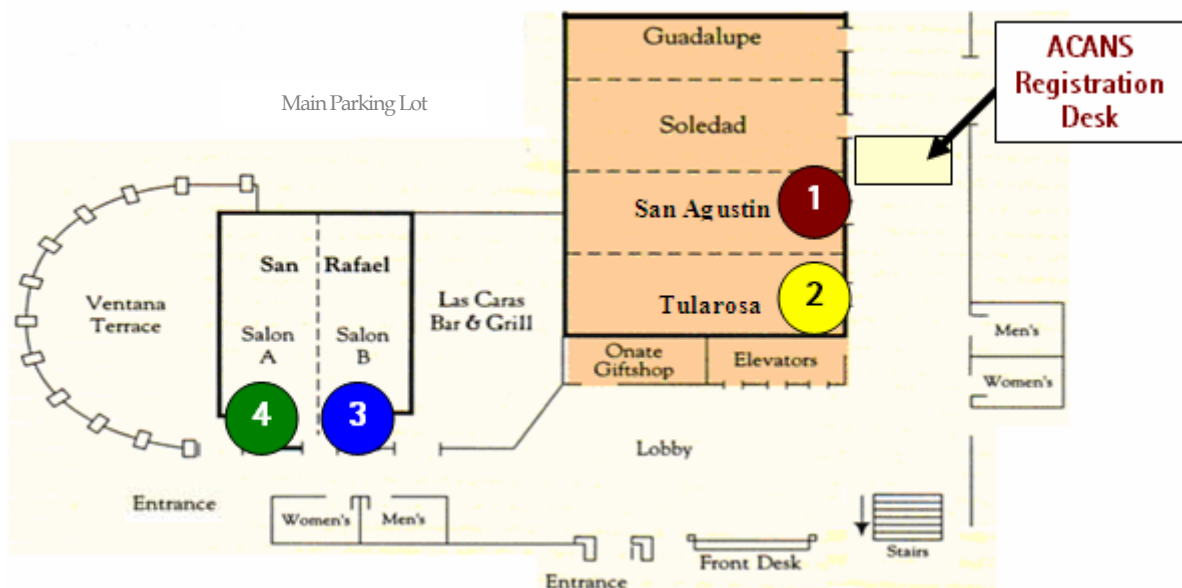 Guadalupe
ACANS
Registration
Desk
Main Parking Lot
Soledad
San Agustin
1
San Rafael
Ventana
Terrace
Las Caras
Bar & Grill
Tularosa
2
Salon
A
Salon
B
Men's
Onate
Giftshop
Elevators
Women's
4
3
Lobby
Entrance
Women's
Men's
Front Desk
Stairs
Entrance